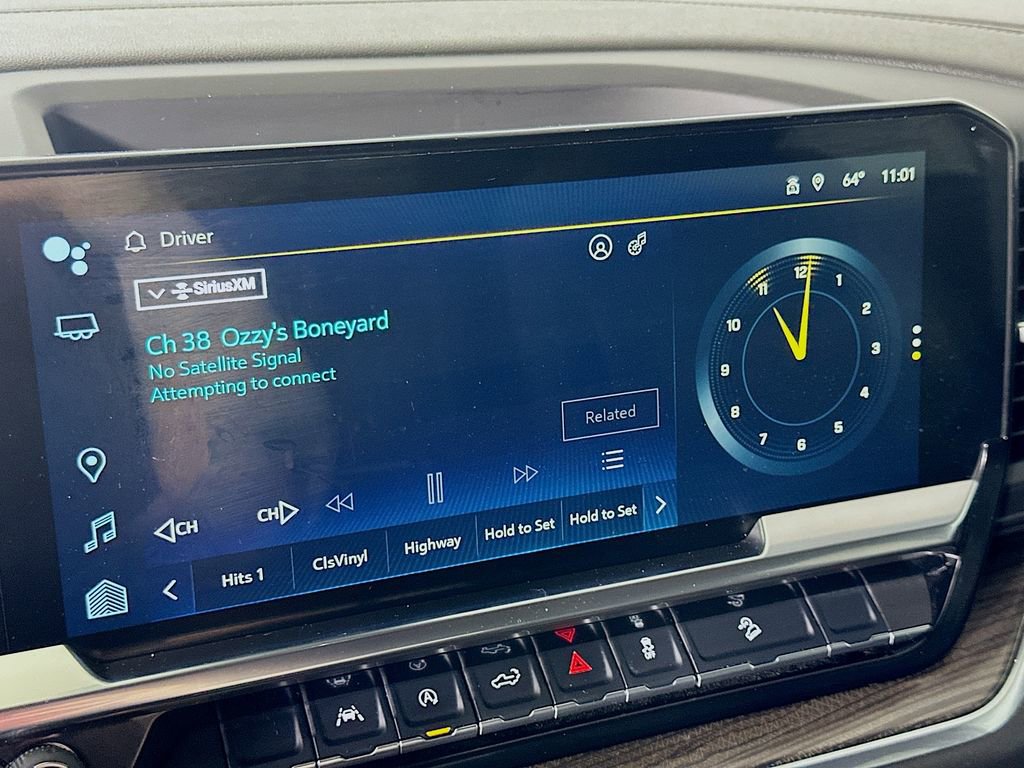 64° 11:01
Driver
SiriusXM
Ch 38 Ozzy's Boneyard
No Satellite Signal
Attempting to connect
Related
CH
CH
Hits 1
ClsVinyl
Highway
Hold to Set
Hold to Set
12
1
2
3
4
5
6
7
8
9
10
11
A